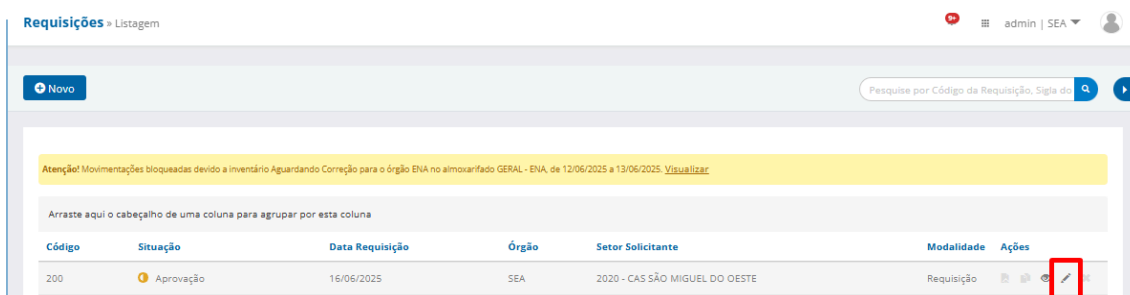 Requisições » Listagem
9+ admin | SEA
Novo
Pesquise por Código da Requisição, Sigla do
Atenção! Movimentações bloqueadas devido a inventário Aguardando Correção para o órgão ENA no almoxarifado GERAL - ENA, de 12/06/2025 a 13/06/2025. Visualizar
Arraste aqui o cabeçalho de uma coluna para agrupar por esta coluna
Código Situação Data Requisição Órgão Setor Solicitante Modalidade Ações
200 Aprovação 16/06/2025 SEA 2020 - CAS SÃO MIGUEL DO OESTE Requisição